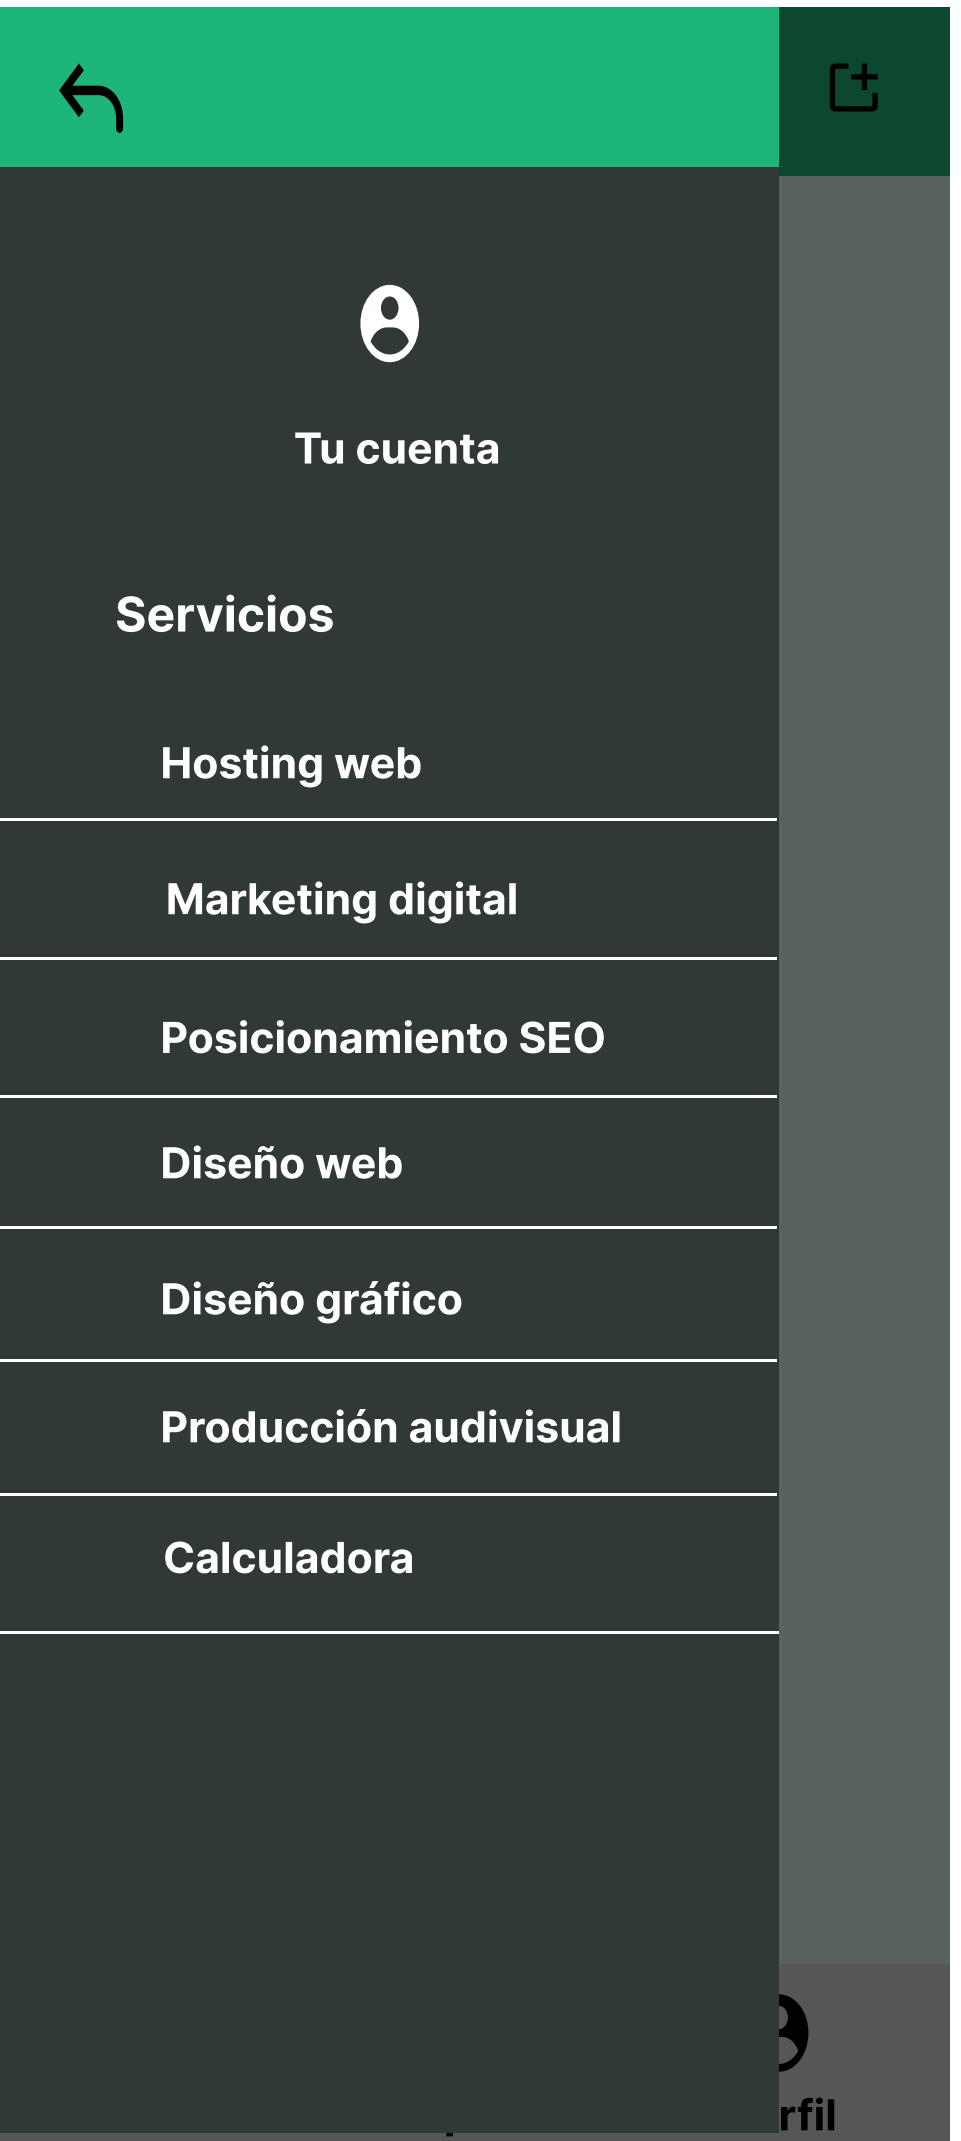 Tu cuenta
Servicios
Hosting web
Marketing digital
Posicionamiento SEO
Diseño web
Diseño gráfico
Producción audivisual
Calculadora
rfil